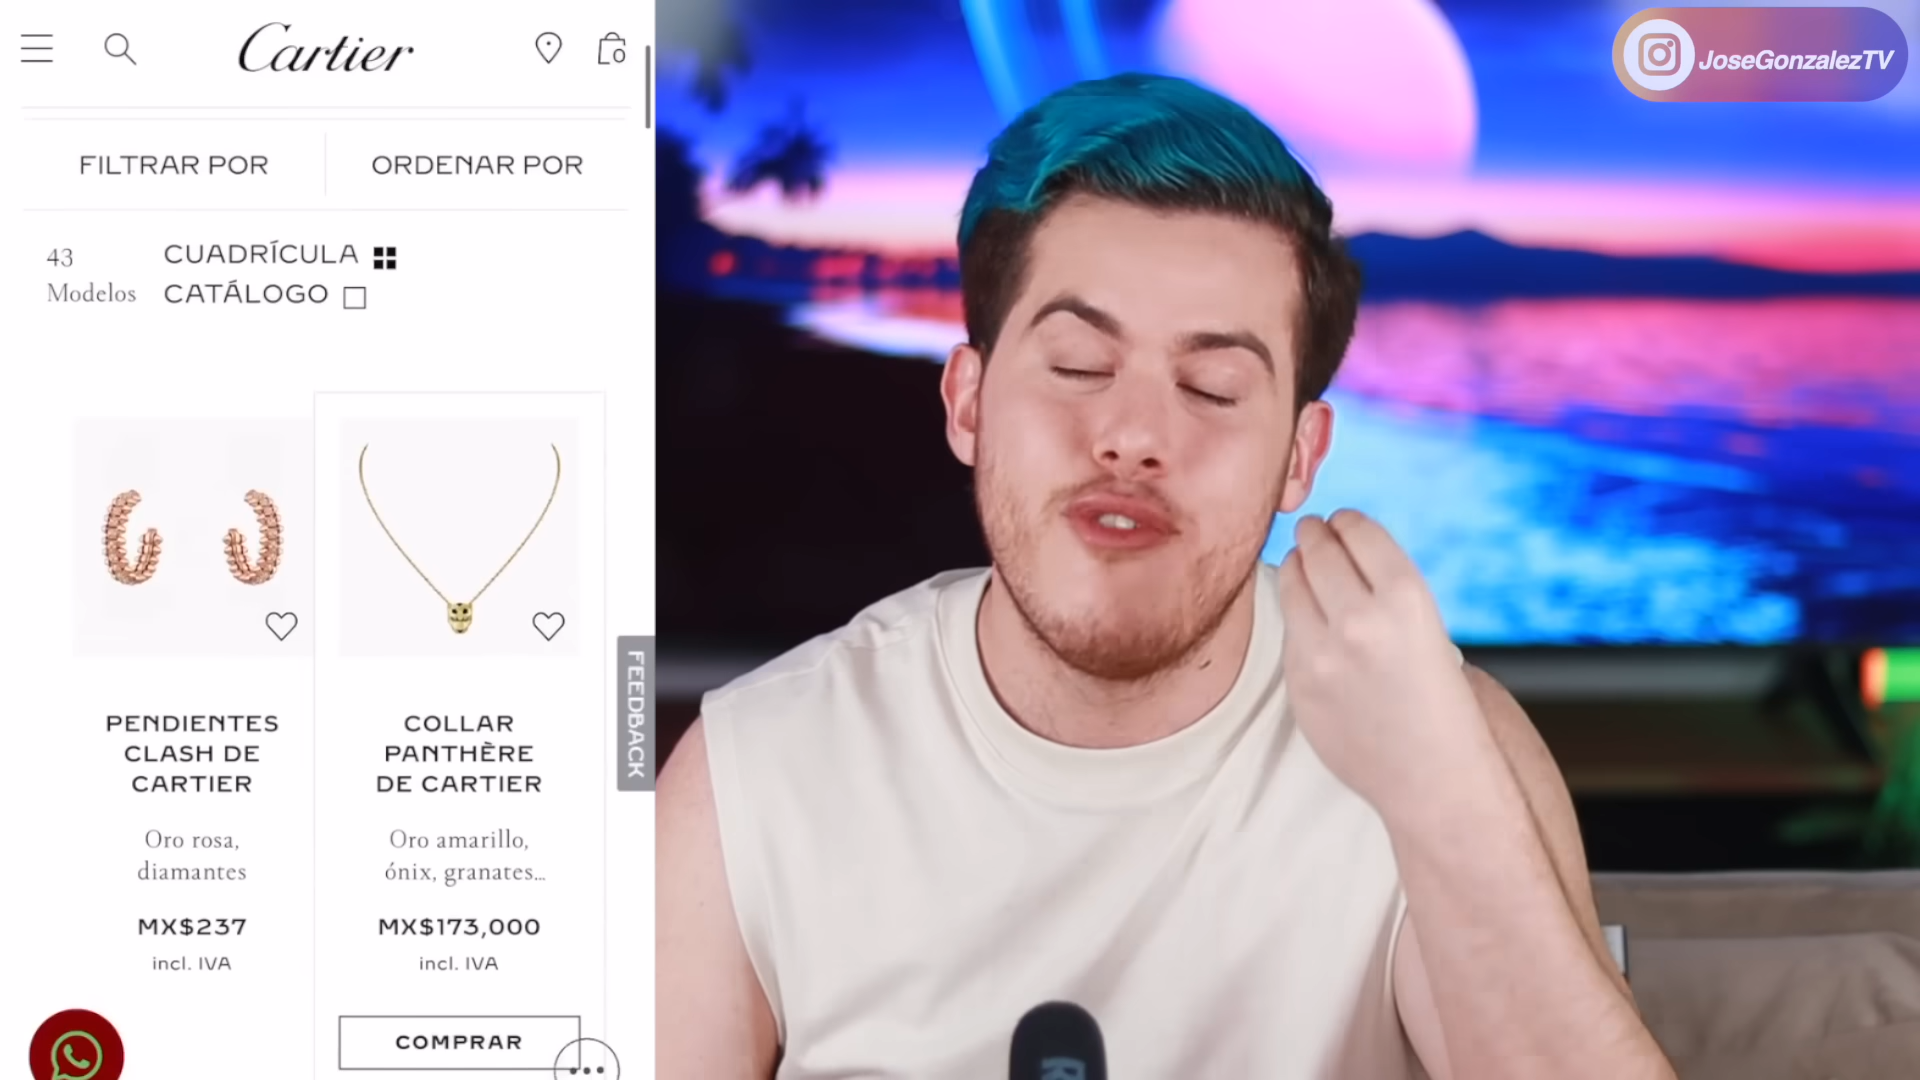 Cartier
0
FILTRAR POR
ORDENAR POR
43
Modelos
CUADRÍCULA
CATÁLOGO
PENDIENTES
CLASH DE
CARTIER
Oro rosa,
diamantes
MX$237
incl. IVA
COLLAR
PANTHÈRE
DE CARTIER
Oro amarillo,
ónix, granates...
MX$173,000
incl. IVA
COMPRAR
FEEDBACK
JoseGonzalezTV